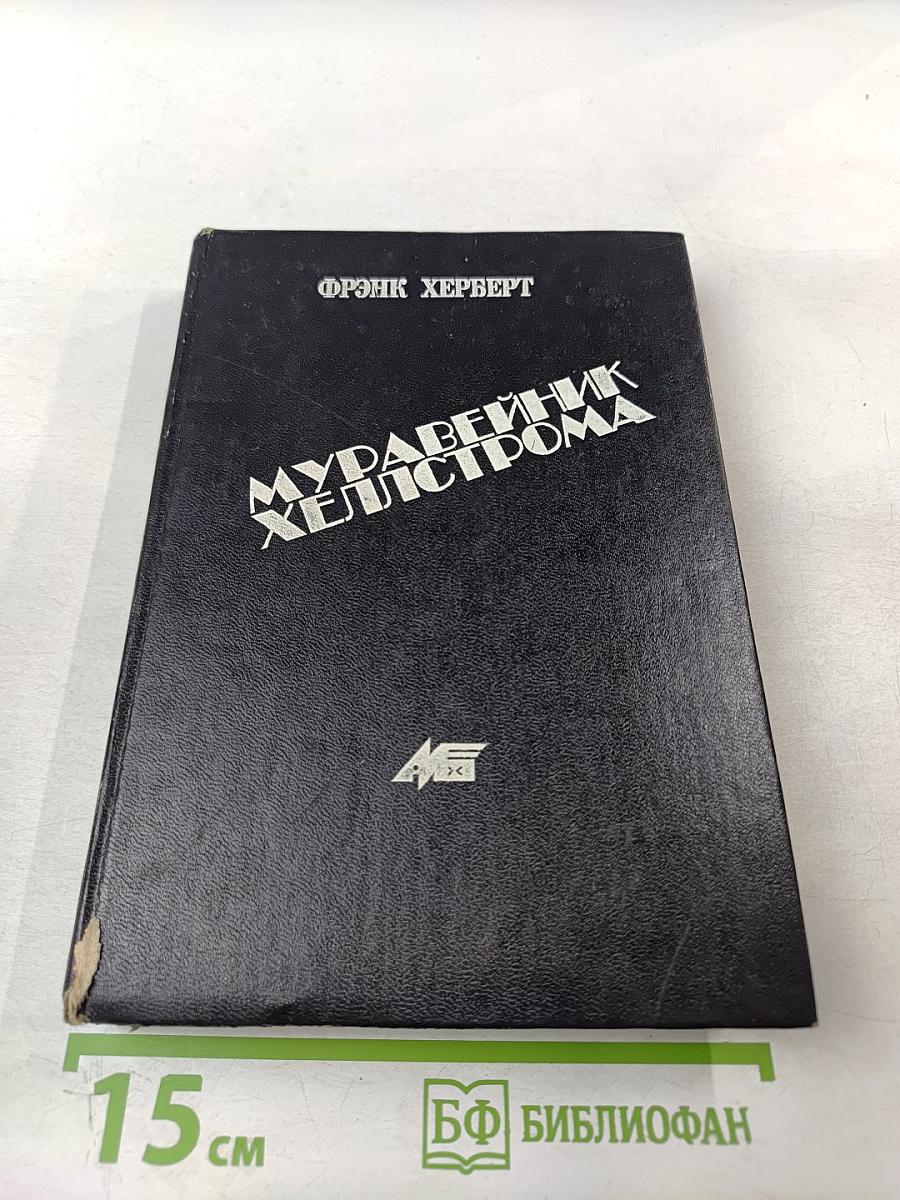 ФРЭНК ХЕРБЕРТ
МУРАВЕЙНИК
ХЕЛЛСТРОМА
15 см
БФ БИБЛИОФАН